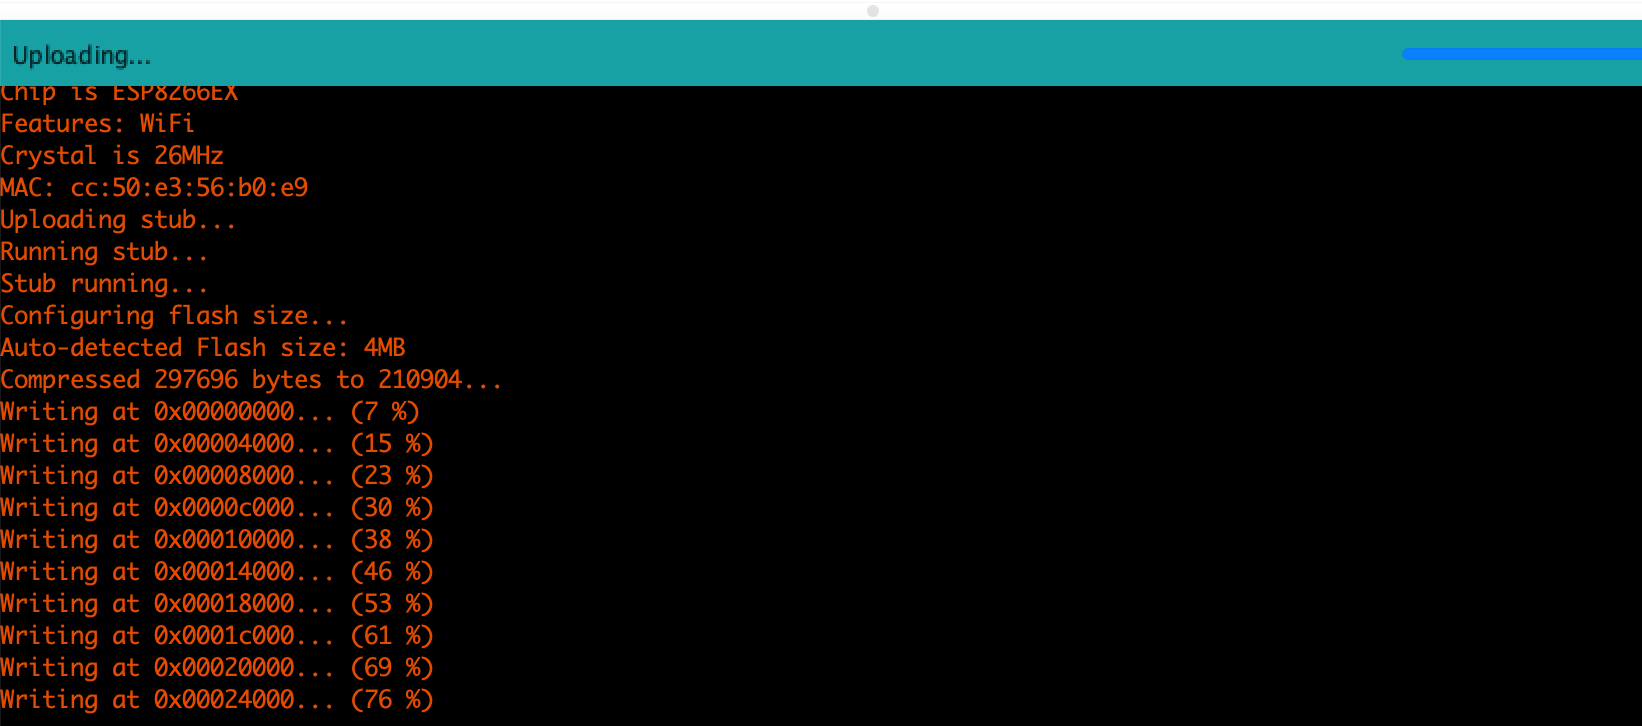 Uploading...
Chip is ESP8266EX
Features: WiFi
Crystal is 26MHz
MAC: cc:50:e3:56:b0:e9
Uploading stub...
Running stub...
Stub running...
Configuring flash size...
Auto-detected Flash size: 4MB
Compressed 297696 bytes to 210904...
Writing at 0x00000000... (7 %)
Writing at 0x00004000... (15 %)
Writing at 0x00008000... (23 %)
Writing at 0x0000c000... (30 %)
Writing at 0x00010000... (38 %)
Writing at 0x00014000... (46 %)
Writing at 0x00018000... (53 %)
Writing at 0x0001c000... (61 %)
Writing at 0x00020000... (69 %)
Writing at 0x00024000... (76 %)